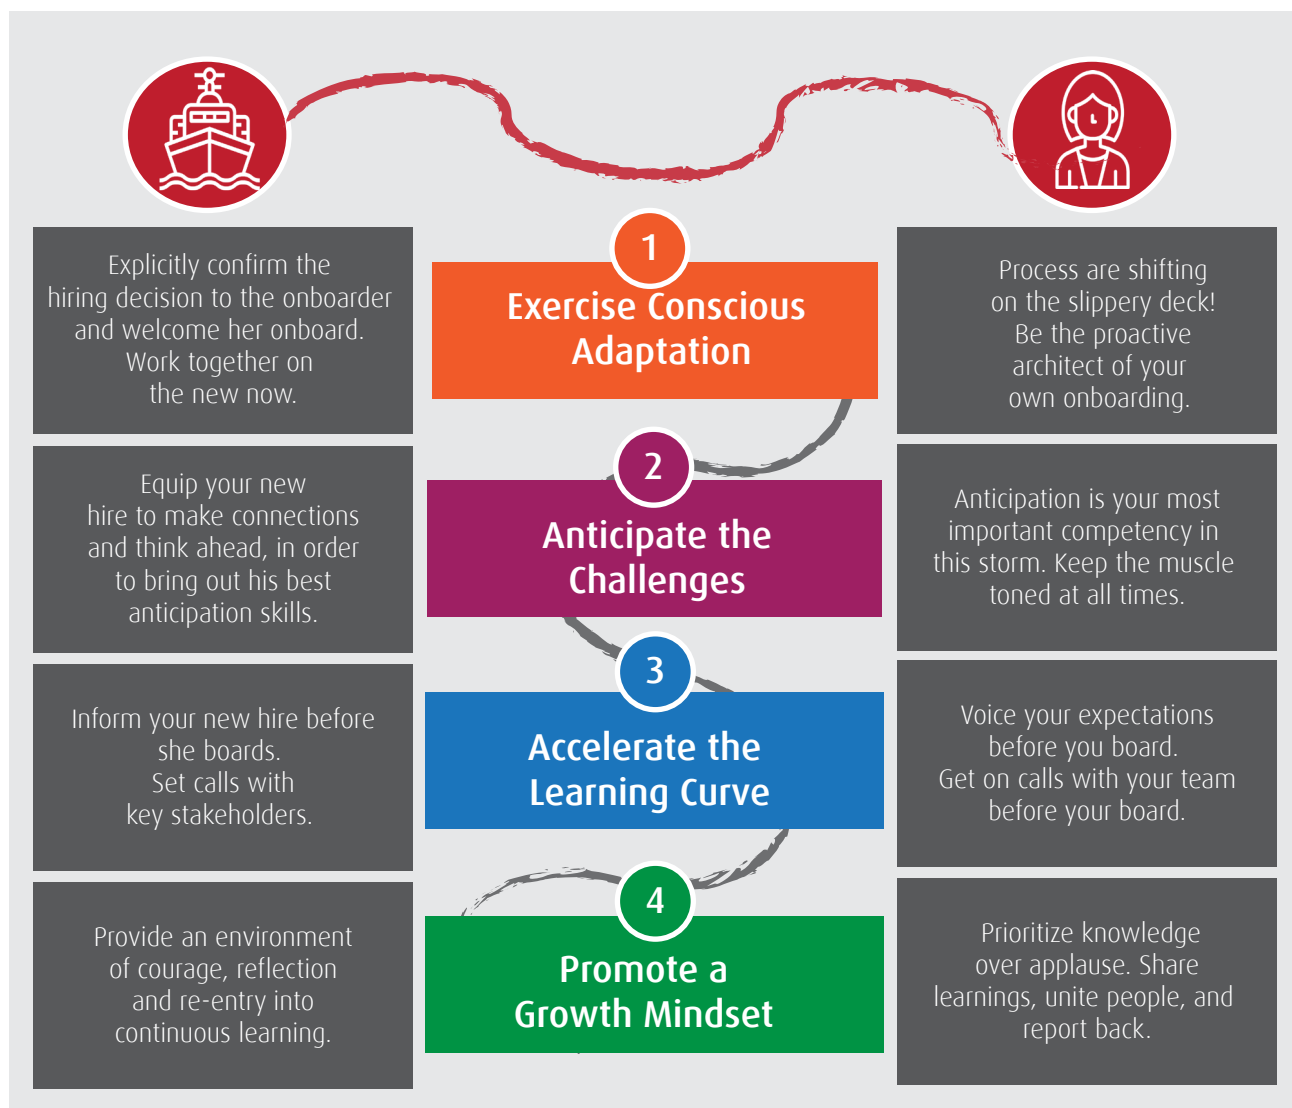 Explicitly confirm the
hiring decision to the onboarder
and welcome her onboard.
Work together on
the new now.
1
Exercise Conscious
Adaptation
Process are shifting
on the slippery deck!
Be the proactive
architect of your
own onboarding.
Equip your new
hire to make connections
and think ahead, in order
to bring out his best
anticipation skills.
2
Anticipate the
Challenges
Anticipation is your most
important competency in
this storm. Keep the muscle
toned at all times.
Inform your new hire before
she boards.
Set calls with
key stakeholders.
3
Accelerate the
Learning Curve
Voice your expectations
before you board.
Get on calls with your team
before your board.
Provide an environment
of courage, reflection
and re-entry into
continuous learning.
4
Promote a
Growth Mindset
Prioritize knowledge
over applause. Share
learnings, unite people, and
report back.